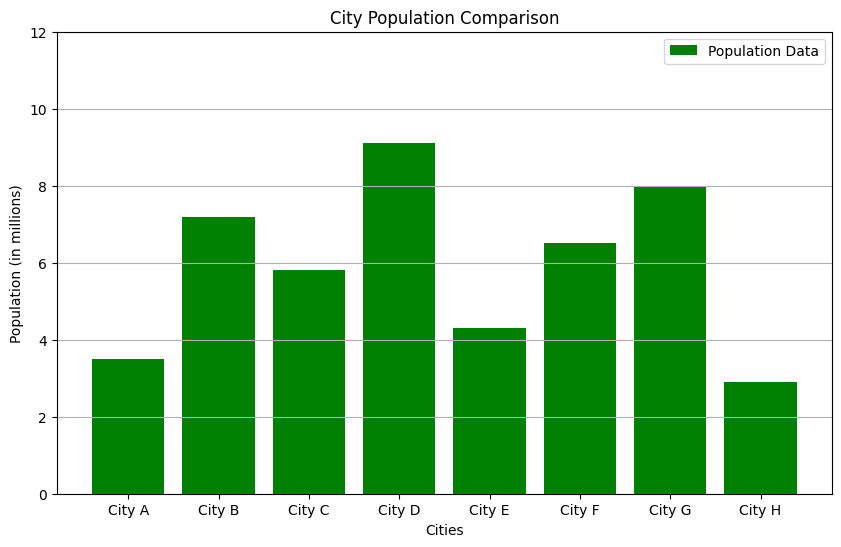 City Population Comparison
Population Data
12
10
8
6
4
2
0
Population (in millions)
City A City B City C City D City E City F City G City H
Cities